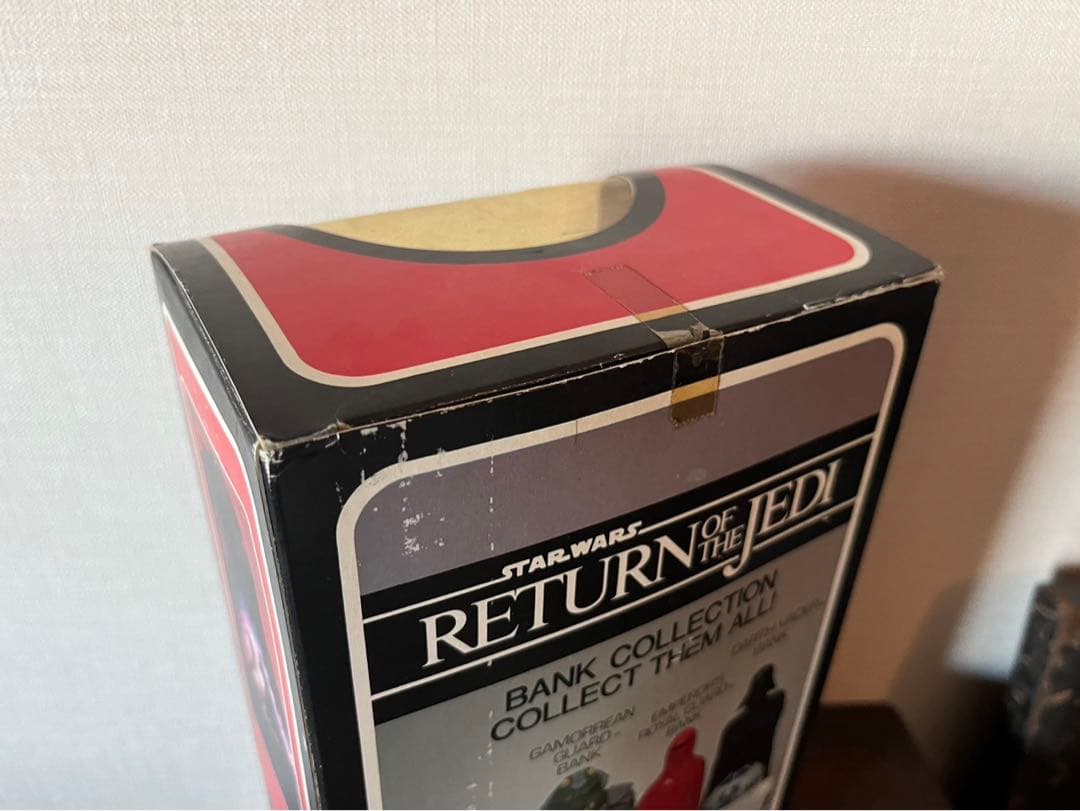 STAR WARS
RETURN OF THE JEDI
BANK COLLECTION
COLLECT THEM ALL!
DARTH VADER
BANK
EMPEROR'S
ROYAL GUARD
BANK
GAMORREAN
GUARD
BANK